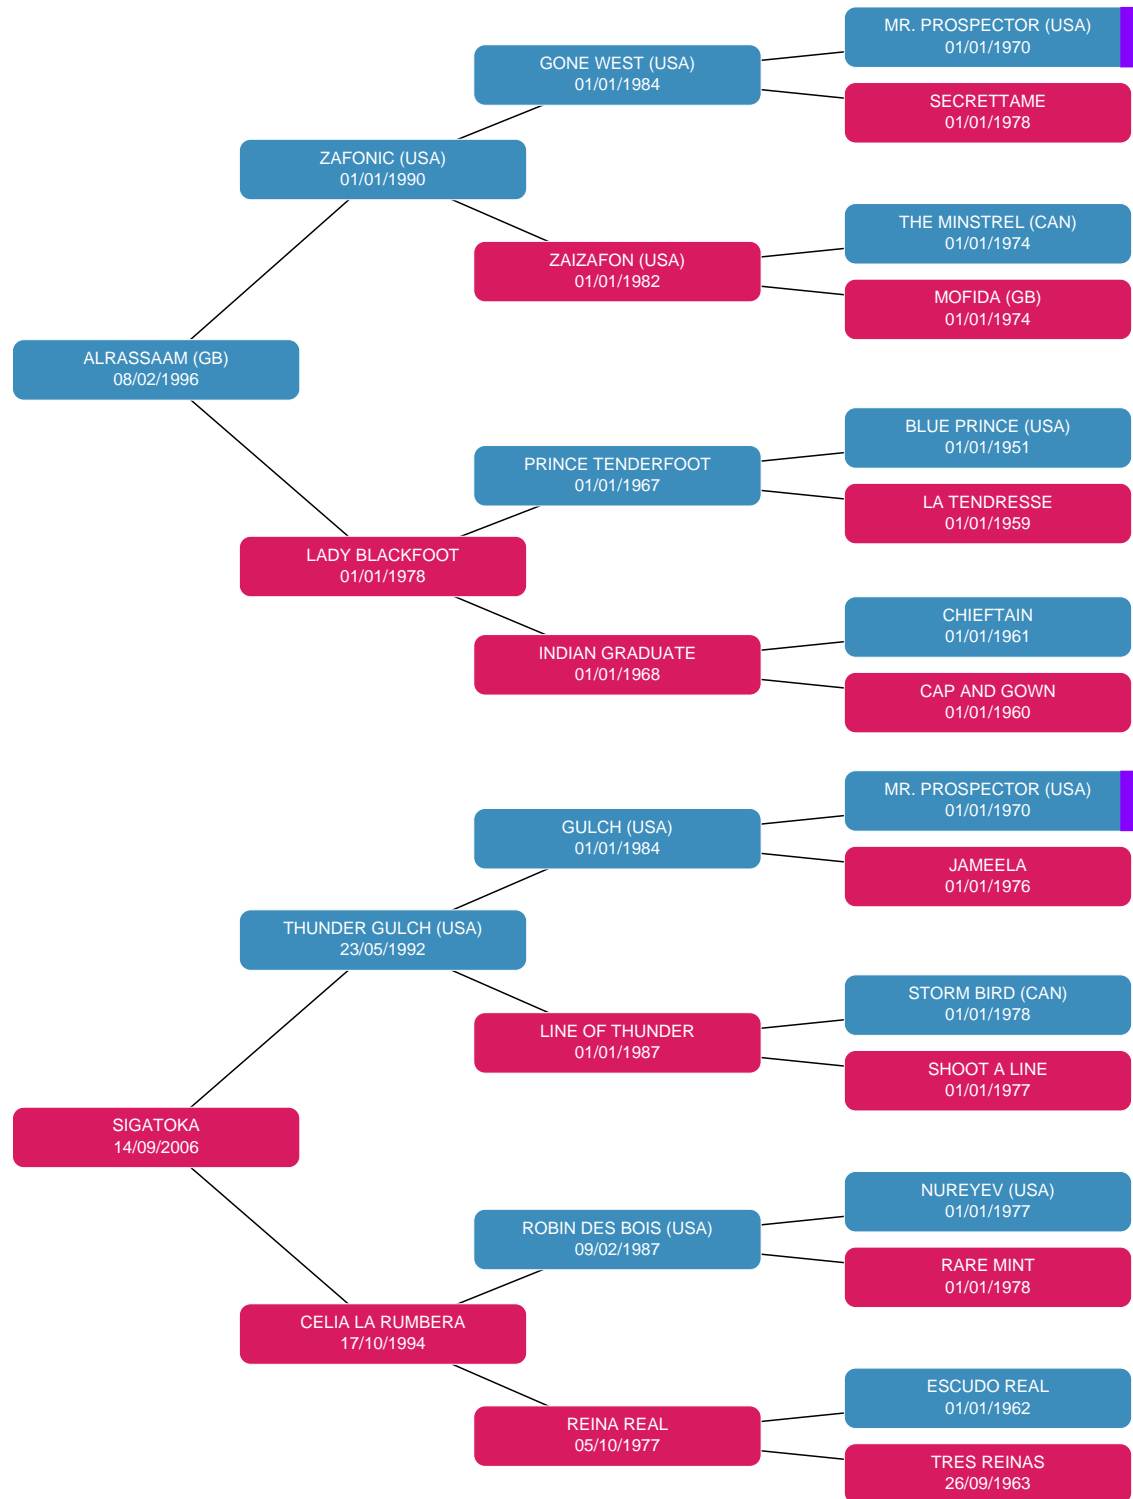 MR. PROSPECTOR (USA)
01/01/1970
GONE WEST (USA)
01/01/1984
SECRETTAME
01/01/1978
ZAFONIC (USA)
01/01/1990
THE MINSTREL (CAN)
01/01/1974
ZAIZAFON (USA)
01/01/1982
MOFIDA (GB)
01/01/1974
ALRASSAAM (GB)
08/02/1996
BLUE PRINCE (USA)
01/01/1951
PRINCE TENDERFOOT
01/01/1967
LA TENDRESSE
01/01/1959
LADY BLACKFOOT
01/01/1978
CHIEFTAIN
01/01/1961
INDIAN GRADUATE
01/01/1968
CAP AND GOWN
01/01/1960
MR. PROSPECTOR (USA)
01/01/1970
GULCH (USA)
01/01/1984
JAMEELA
01/01/1976
THUNDER GULCH (USA)
23/05/1992
STORM BIRD (CAN)
01/01/1978
LINE OF THUNDER
01/01/1987
SHOOT A LINE
01/01/1977
SIGATOKA
14/09/2006
NUREYEV (USA)
01/01/1977
ROBIN DES BOIS (USA)
09/02/1987
RARE MINT
01/01/1978
CELIA LA RUMBERA
17/10/1994
ESCUDO REAL
01/01/1962
REINA REAL
05/10/1977
TRES REINAS
26/09/1963